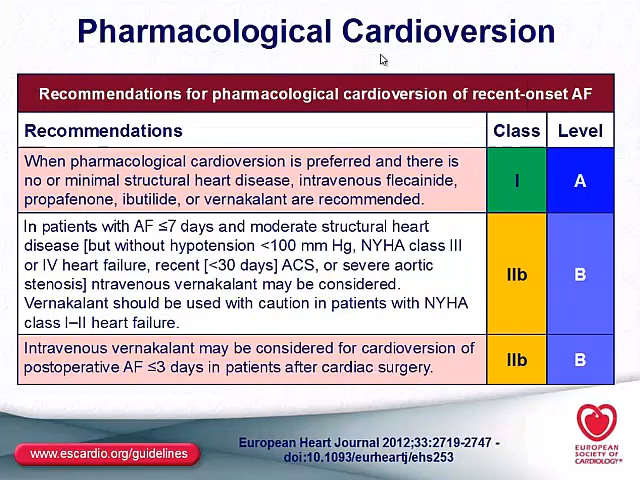 Pharmacological Cardioversion
Recommendations for pharmacological cardioversion of recent-onset AF
Recommendations Class Level
When pharmacological cardioversion is preferred and there is
no or minimal structural heart disease, intravenous flecainide,
propafenone, ibutilide, or vernakalant are recommended.
I A
In patients with AF ≤7 days and moderate structural heart
disease [but without hypotension <100 mm Hg, NYHA class III
or IV heart failure, recent [<30 days] ACS, or severe aortic
stenosis] ntravenous vernakalant may be considered.
Vernakalant should be used with caution in patients with NYHA
class I–II heart failure.
IIb B
Intravenous vernakalant may be considered for cardioversion of
postoperative AF ≤3 days in patients after cardiac surgery.
IIb B
www.escardio.org/guidelines
European Heart Journal 2012;33:2719-2747 -
doi:10.1093/eurheartj/ehs253
EUROPEAN
SOCIETY OF
CARDIOLOGY®